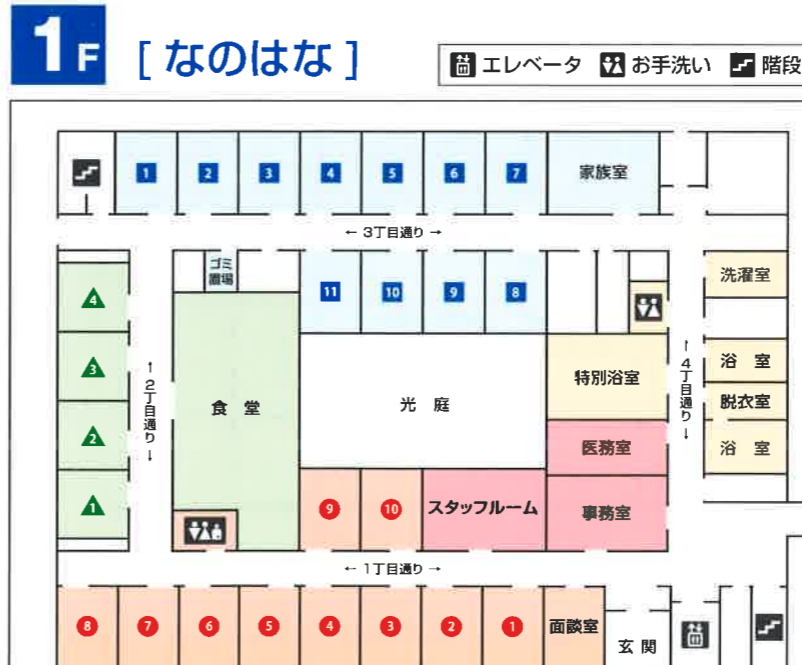 1F [なのはな]
エレベータ お手洗い 階段
1 2 3 4 5 6 7 家族室
← 3丁目通り →
ゴミ
置場
11 10 9 8
洗濯室
4
3
2
1
← 2丁目通り →
食 堂
光 庭
特別浴室
← 4丁目通り →
浴 室
脱衣室
浴 室
医務室
9 10 スタッフルーム 事務室
← 1丁目通り →
8 7 6 5 4 3 2 1 面談室
玄 関